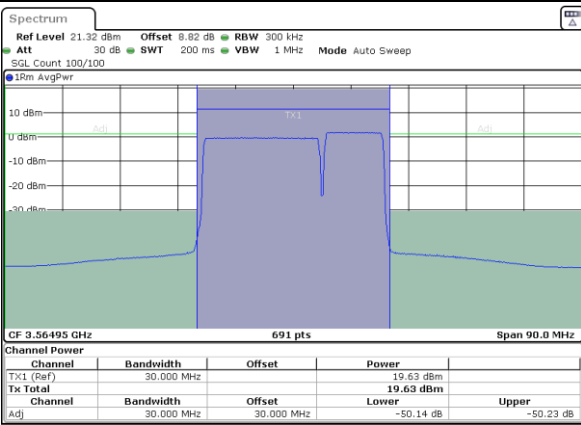 Spectrum
Ref Level 21.32 dBm Offset 8.82 dB RBW 300 kHz
Att 30 dB SWT 200 ms VBW 1 MHz Mode Auto Sweep
SGL Count 100/100
1Rm AvgPwr
TX1
10 dBm
Adj Adj
0 dBm
-10 dBm
-20 dBm
-30 dBm
CF 3.56495 GHz 691 pts Span 90.0 MHz
Channel Power
Channel Bandwidth Offset Power
TX1 (Ref) 30.000 MHz 19.63 dBm
Tx Total 19.63 dBm
Channel Bandwidth Offset Lower Upper
Adj 30.000 MHz 30.000 MHz -50.14 dB -50.23 dB